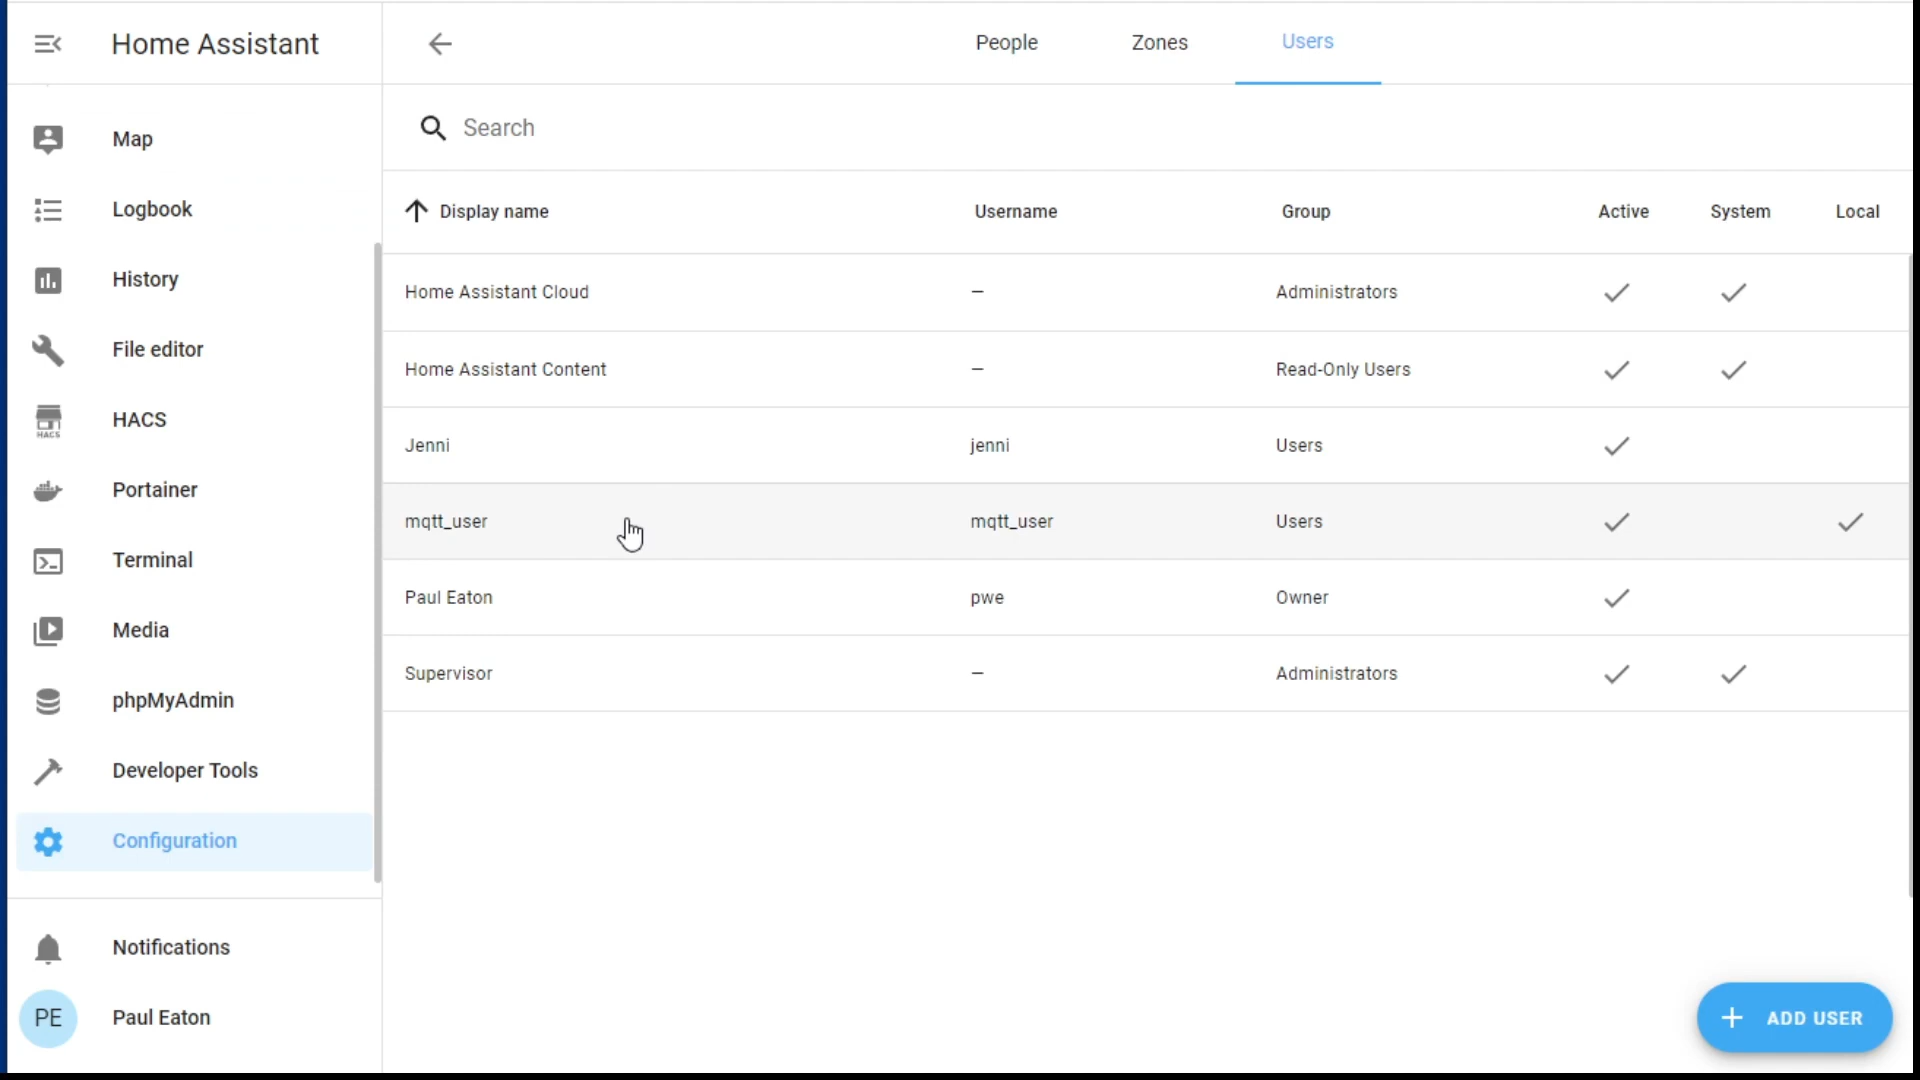 Home Assistant
People
Zones
Users
Search
Display name
Username
Group
Active
System
Local
Home Assistant Cloud
–
Administrators
Home Assistant Content
–
Read-Only Users
Jenni
jenni
Users
mqtt_user
mqtt_user
Users
Paul Eaton
pwe
Owner
Supervisor
–
Administrators
Map
Logbook
History
File editor
HACS
HACS
Portainer
Terminal
Media
phpMyAdmin
Developer Tools
Configuration
Notifications
PE
Paul Eaton
+ ADD USER